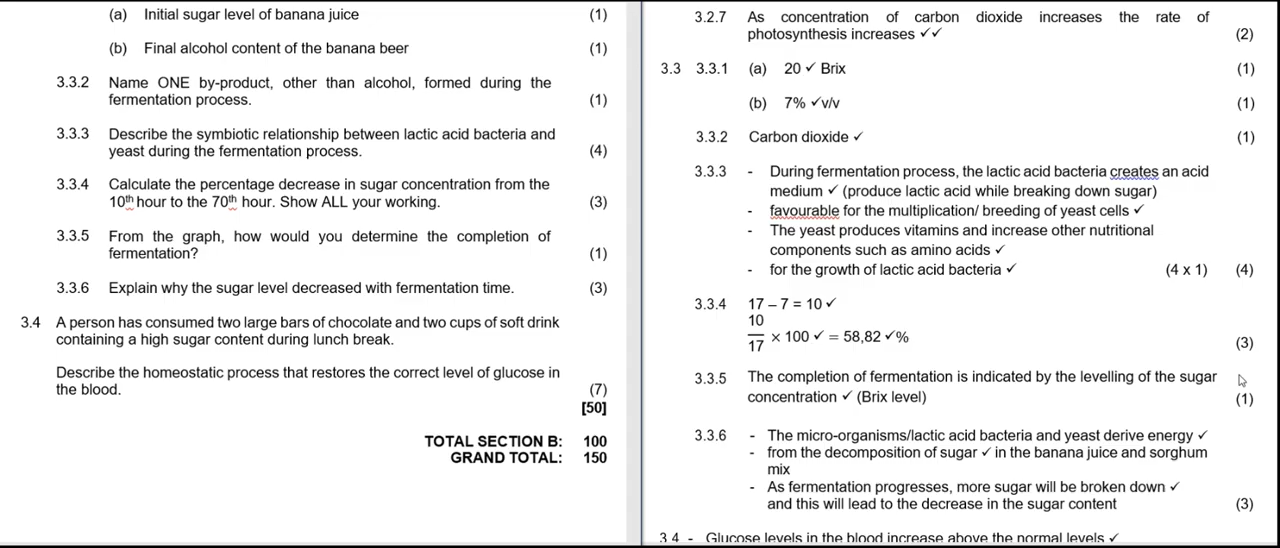 (a) Initial sugar level of banana juice (1)
(b) Final alcohol content of the banana beer (1)
3.3.2 Name ONE by-product, other than alcohol, formed during the
fermentation process. (1)
3.3.3 Describe the symbiotic relationship between lactic acid bacteria and
yeast during the fermentation process. (4)
3.3.4 Calculate the percentage decrease in sugar concentration from the
10th hour to the 70th hour. Show ALL your working. (3)
3.3.5 From the graph, how would you determine the completion of
fermentation? (1)
3.3.6 Explain why the sugar level decreased with fermentation time. (3)
3.4 A person has consumed two large bars of chocolate and two cups of soft drink
containing a high sugar content during lunch break.
Describe the homeostatic process that restores the correct level of glucose in
the blood. (7)
[50]
TOTAL SECTION B: 100
GRAND TOTAL: 150
3.2.7 As concentration of carbon dioxide increases the rate of
photosynthesis increases ✓✓ (2)
3.3 3.3.1 (a) 20 ✓ Brix (1)
(b) 7% ✓v/v (1)
3.3.2 Carbon dioxide ✓ (1)
3.3.3 - During fermentation process, the lactic acid bacteria creates an acid
medium ✓ (produce lactic acid while breaking down sugar)
- favourable for the multiplication/ breeding of yeast cells ✓
- The yeast produces vitamins and increase other nutritional
components such as amino acids ✓
- for the growth of lactic acid bacteria ✓ (4 x 1) (4)
3.3.4 17 – 7 = 10 ✓
10
17 × 100 ✓ = 58,82 ✓% (3)
3.3.5 The completion of fermentation is indicated by the levelling of the sugar
concentration ✓ (Brix level) (1)
3.3.6 - The micro-organisms/lactic acid bacteria and yeast derive energy ✓
- from the decomposition of sugar ✓ in the banana juice and sorghum
mix
- As fermentation progresses, more sugar will be broken down ✓
and this will lead to the decrease in the sugar content (3)
3.4 - Glucose levels in the blood increase above the normal levels ✓